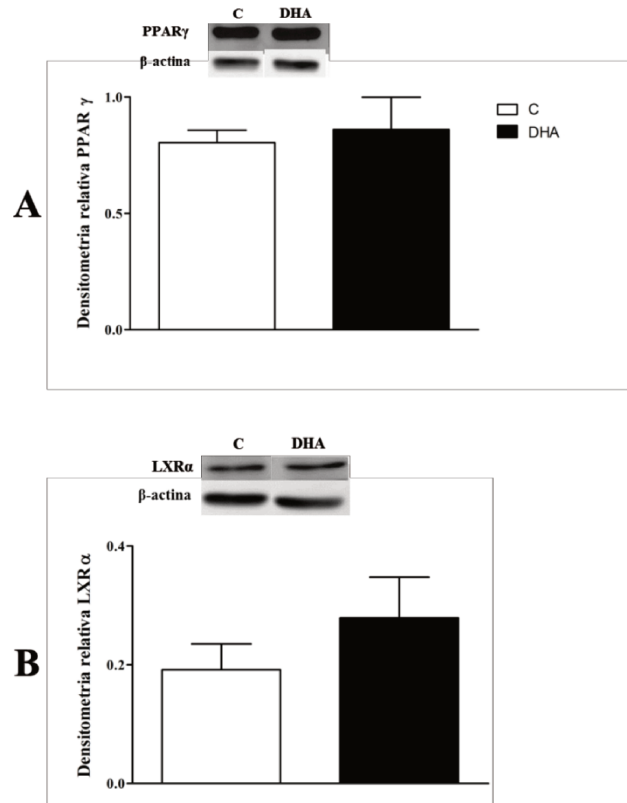 C DHA
PPARγ
β-actina
Densitometria relativa PPAR γ
1.0
0.5
0.0
C
DHA
A
C DHA
LXRα
β-actina
Densitometria relativa LXR α
0.4
0.2
0.0
B